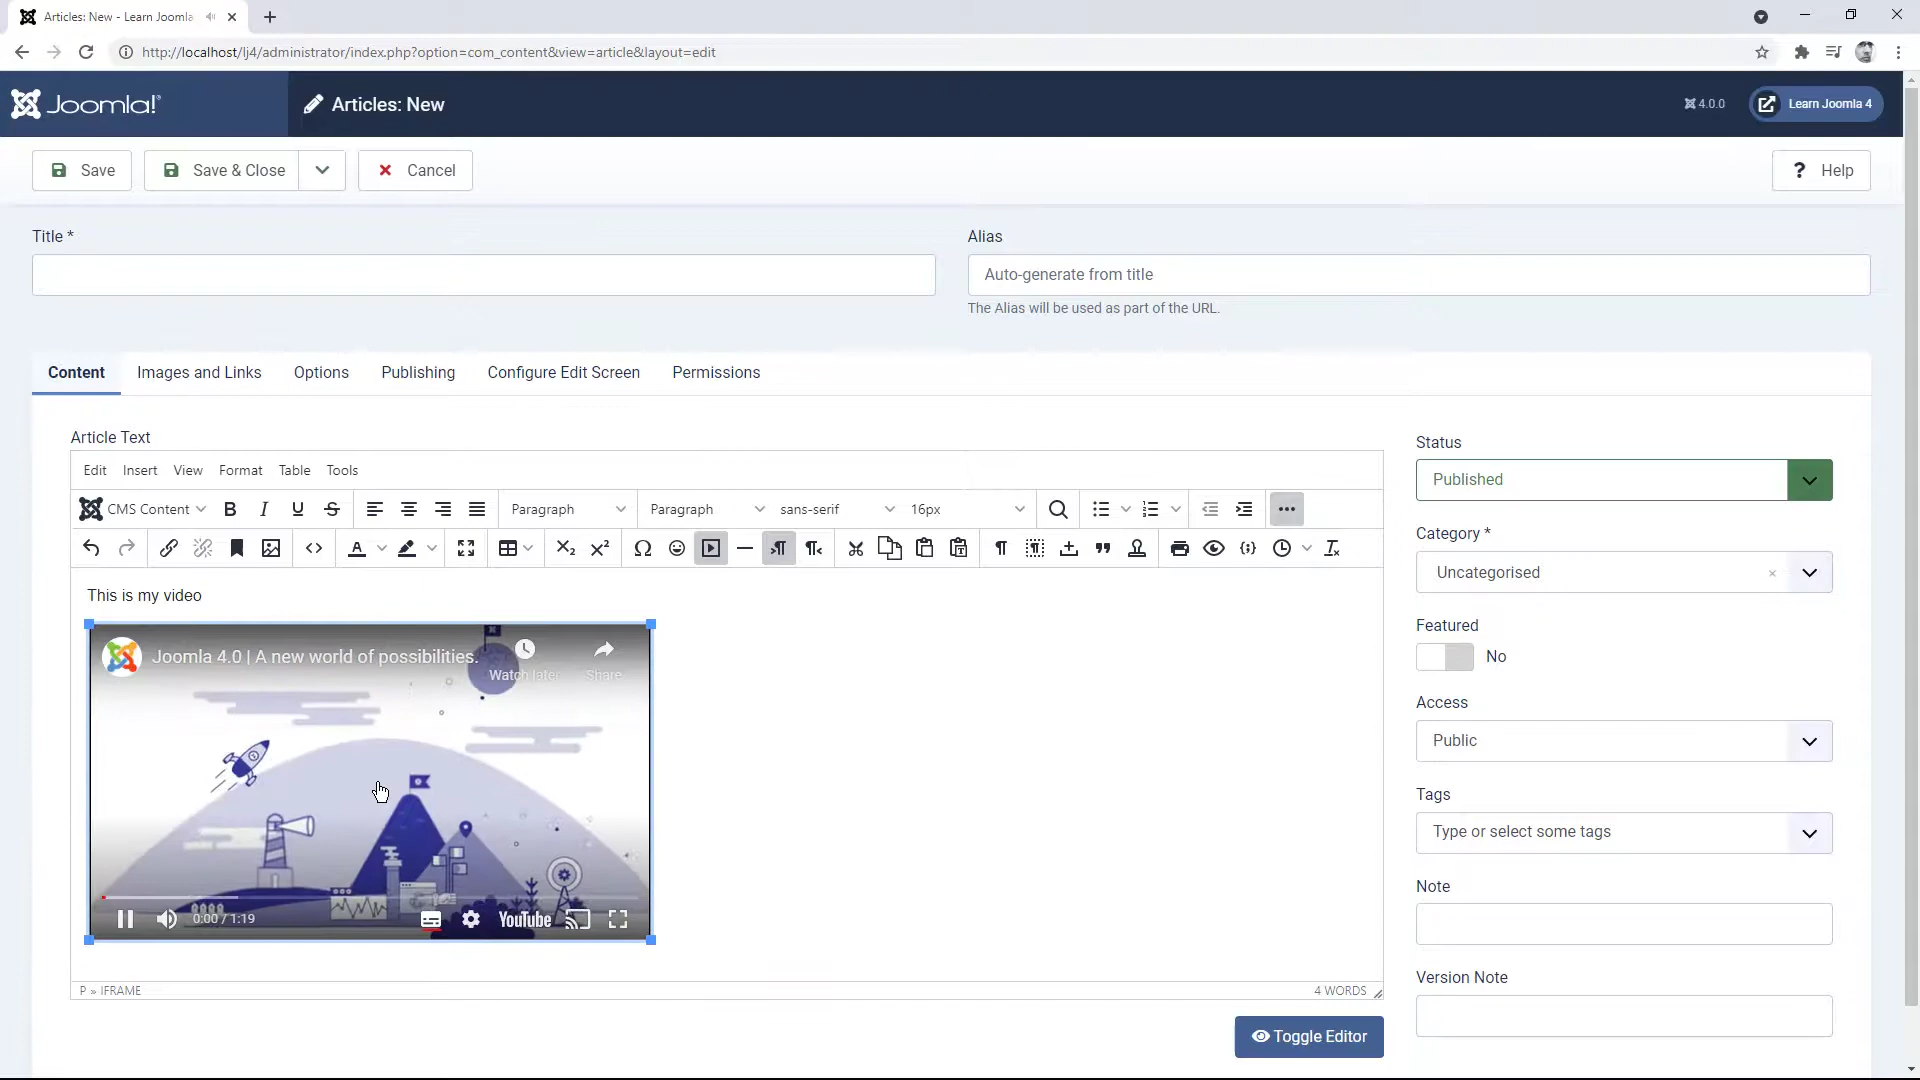 Articles: New - Learn Joomla
http://localhost/lj4/administrator/index.php?option=com_content&view=article&layout=edit
Joomla!®
Articles: New
4.0.0
Learn Joomla 4
Save
Save & Close
Cancel
? Help
Title *
Alias
Auto-generate from title
The Alias will be used as part of the URL.
Content
Images and Links
Options
Publishing
Configure Edit Screen
Permissions
Article Text
Edit
Insert
View
Format
Table
Tools
CMS Content
B
I
U
S
Paragraph
Paragraph
sans-serif
16px
This is my video
Joomla 4.0 | A new world of possibilities.
Watch later
Share
0:00 / 1:19
YouTube
P » IFRAME
4 WORDS
Toggle Editor
Status
Published
Category *
Uncategorised
Featured
No
Access
Public
Tags
Type or select some tags
Note
Version Note